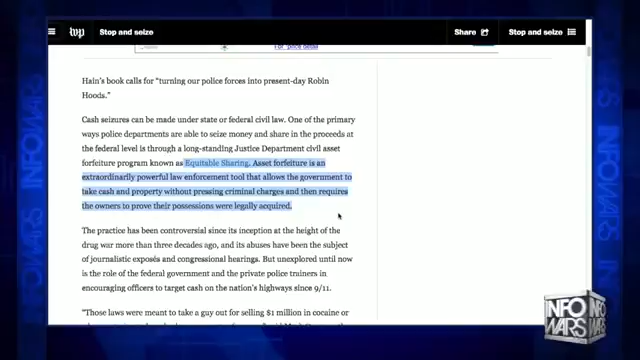 wp Stop and seize Share Stop and seize
For *price detail
Hain's book calls for “turning our police forces into present-day Robin
Hoods.”
Cash seizures can be made under state or federal civil law. One of the primary
ways police departments are able to seize money and share in the proceeds at
the federal level is through a long-standing Justice Department civil asset
forfeiture program known as Equitable Sharing. Asset forfeiture is an
extraordinarily powerful law enforcement tool that allows the government to
take cash and property without pressing criminal charges and then requires
the owners to prove their possessions were legally acquired.
The practice has been controversial since its inception at the height of the
drug war more than three decades ago, and its abuses have been the subject
of journalistic exposés and congressional hearings. But unexplored until now
is the role of the federal government and the private police trainers in
encouraging officers to target cash on the nation's highways since 9/11.
“Those laws were meant to take a guy out for selling $1 million in cocaine or
INFO WARS
INFO WARS
INFOWARS
INFOWARS